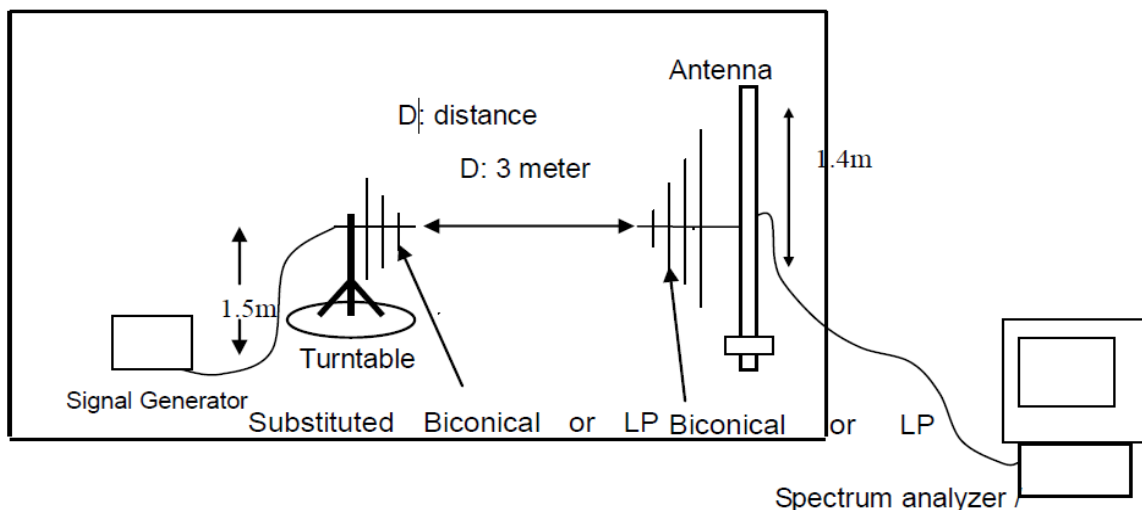 Antenna
D: distance
D: 3 meter
1.4m
1.5m
Turntable
Signal Generator
Substituted Biconical or LP Biconical or LP
Spectrum analyzer /